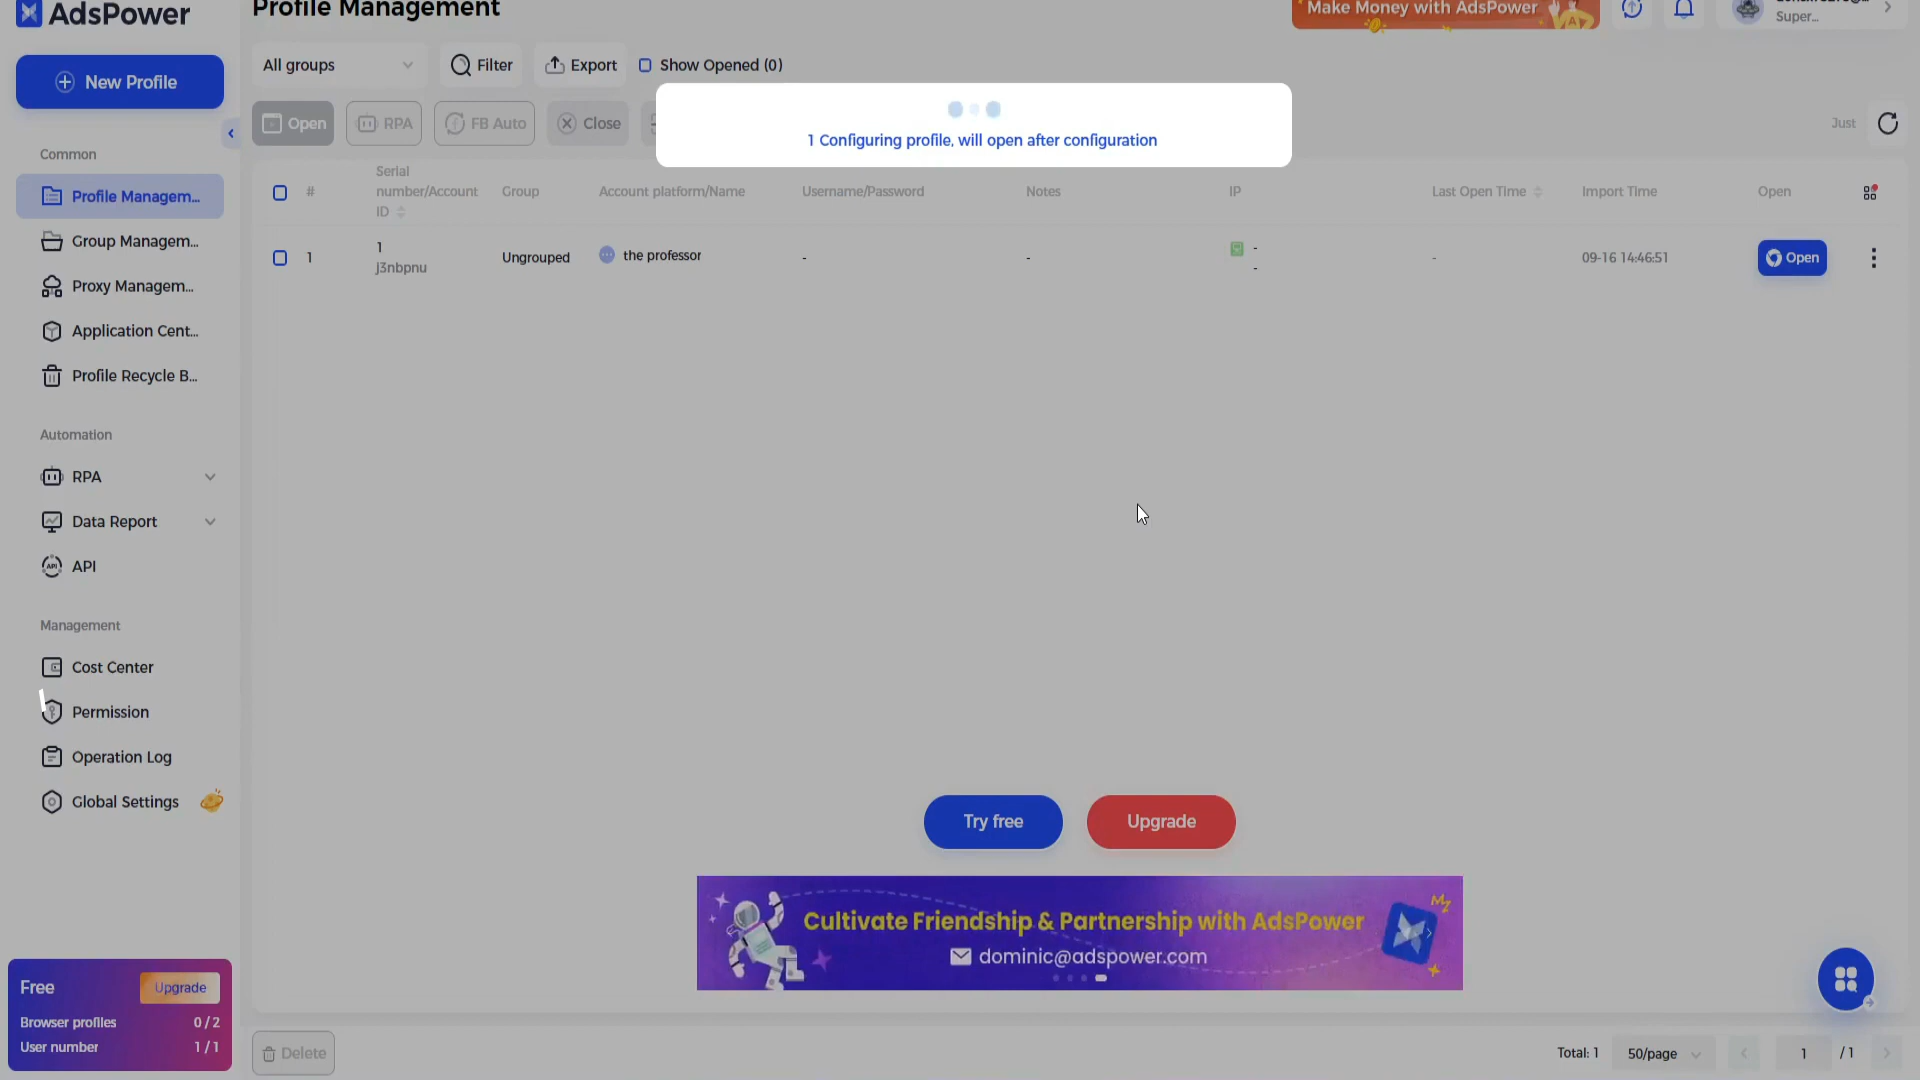 AdsPower
Profile Management
Make Money with AdsPower
Super...
New Profile
All groups
Filter
Export
Show Opened (0)
Open
RPA
FB Auto
Close
1 Configuring profile, will open after configuration
Just
Common
Profile Managem...
Group Managem...
Proxy Managem...
Application Cent...
Profile Recycle B...
Automation
RPA
Data Report
API
Management
Cost Center
Permission
Operation Log
Global Settings
#
Serial
number/Account
ID
Group
Account platform/Name
Username/Password
Notes
IP
Last Open Time
Import Time
Open
1
1
j3nbpnu
Ungrouped
the professor
-
-
-
-
-
09-16 14:46:51
Open
Try free
Upgrade
Cultivate Friendship & Partnership with AdsPower
dominic@adspower.com
Free
Upgrade
Browser profiles 0 / 2
User number 1 / 1
Delete
Total: 1
50/page
1
/ 1